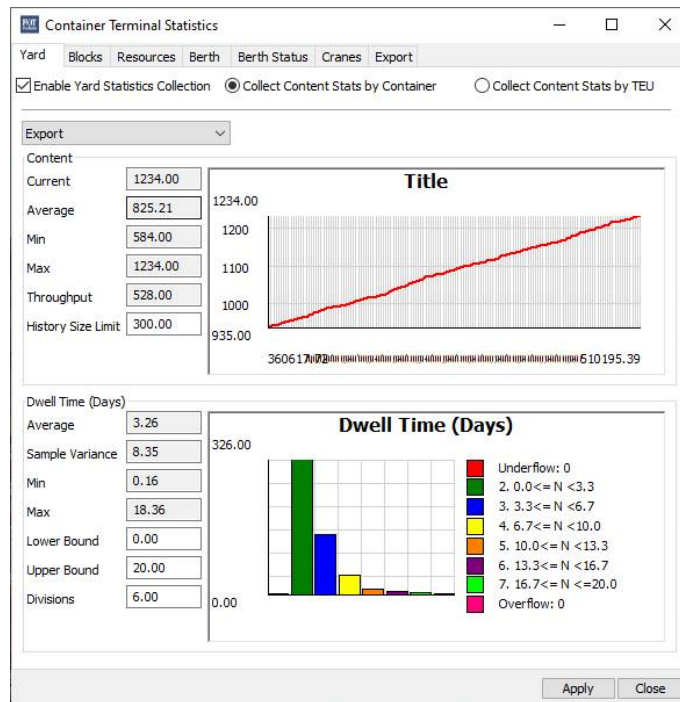 Container Terminal Statistics
Yard Blocks Resources Berth Berth Status Cranes Export
Enable Yard Statistics Collection Collect Content Stats by Container Collect Content Stats by TEU
Export
Content
Current 1234.00
Average 825.21
Min 584.00
Max 1234.00
Throughput 528.00
History Size Limit 300.00
Title
1234.00
1200
1100
1000
935.00
510195.39
Dwell Time (Days)
Average 3.26
Sample Variance 8.35
Min 0.16
Max 18.36
Lower Bound 0.00
Upper Bound 20.00
Divisions 6.00
Dwell Time (Days)
326.00
0.00
Underflow: 0
2. 0.0<= N <3.3
3. 3.3<= N <6.7
4. 6.7<= N <10.0
5. 10.0<= N <13.3
6. 13.3<= N <16.7
7. 16.7<= N <=20.0
Overflow: 0
Apply Close